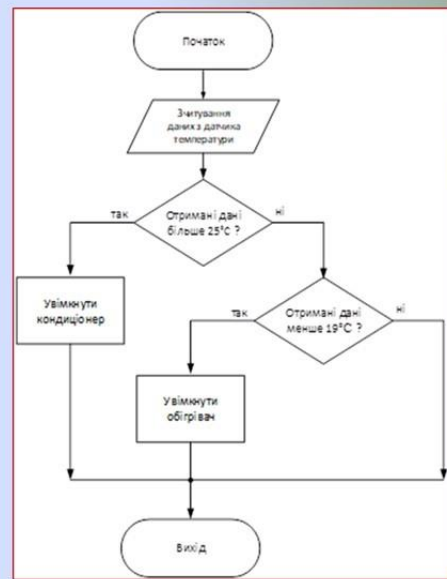 Початок
Зчитування
даних з датчика
температури
так
Отримані дані
більше 25°С ?
ні
Увімкнути
кондиціонер
так
Отримані дані
менше 19°С ?
ні
Увімкнути
обігрівач
Вихід